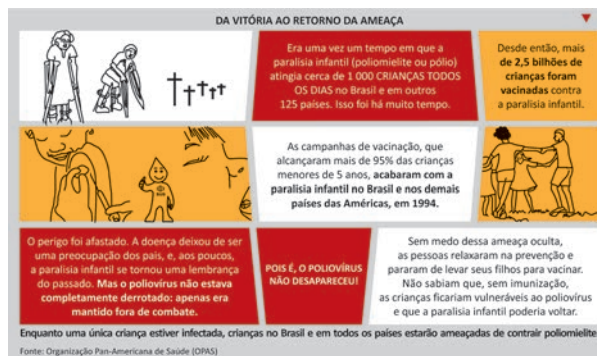 DA VITÓRIA AO RETORNO DA AMEAÇA
Era uma vez um tempo em que a
paralisia infantil (poliomielite ou pólio)
atingia cerca de 1 000 CRIANÇAS TODOS
OS DIAS no Brasil e em outros
125 países. Isso foi há muito tempo.
Desde então, mais
de 2,5 bilhões de
crianças foram
vacinadas contra
a paralisia infantil.
As campanhas de vacinação, que
alcançaram mais de 95% das crianças
menores de 5 anos, acabaram com a
paralisia infantil no Brasil e nos demais
países das Américas, em 1994.
O perigo foi afastado. A doença deixou de ser
uma preocupação dos pais, e, aos poucos,
a paralisia infantil se tornou uma lembrança
do passado. Mas o poliovírus não estava
completamente derrotado: apenas era
mantido fora de combate.
POIS É, O POLIOVÍRUS
NÃO DESAPARECEU!
Sem medo dessa ameaça oculta,
as pessoas relaxaram na prevenção e
pararam de levar seus filhos para vacinar.
Não sabiam que, sem imunização,
as crianças ficariam vulneráveis ao poliovírus
e que a paralisia infantil poderia voltar.
Enquanto uma única criança estiver infectada, crianças no Brasil e em todos os países estarão ameaçadas de contrair poliomielite
Fonte: Organização Pan-Americana de Saúde (OPAS)